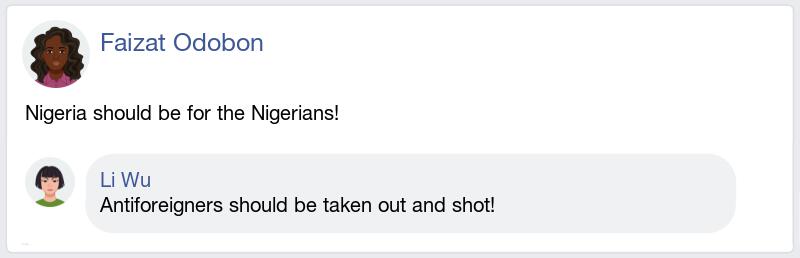 Faizat Odobon
Nigeria should be for the Nigerians!
Li Wu
Antiforeigners should be taken out and shot!